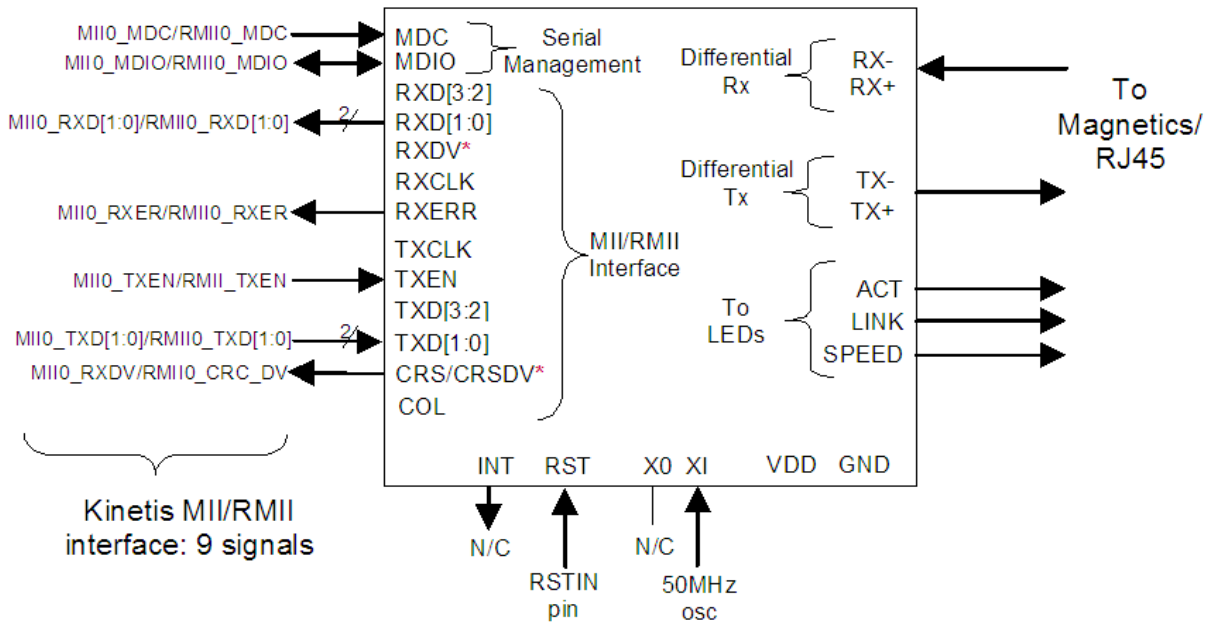 MII0_MDC/RMII0_MDC
MII0_MDIO/RMII0_MDIO
MII0_RXD[1:0]/RMII0_RXD[1:0]
2/
MII0_RXER/RMII0_RXER
MII0_TXEN/RMII_TXEN
MII0_TXD[1:0]/RMII0_TXD[1:0]
2/
MII0_RXDV/RMII0_CRC_DV
Kinetis MII/RMII
interface: 9 signals
MDC
MDIO
RXD[3:2]
RXD[1:0]
RXDV*
RXCLK
RXERR
TXCLK
TXEN
TXD[3:2]
TXD[1:0]
CRS/CRSDV*
COL
Serial
Management
MII/RMII
Interface
Differential
Rx
RX-
RX+
Differential
Tx
TX-
TX+
To
LEDs
ACT
LINK
SPEED
To
Magnetics/
RJ45
INT
RST
X0
XI
VDD
GND
N/C
RSTIN
pin
N/C
50MHz
osc